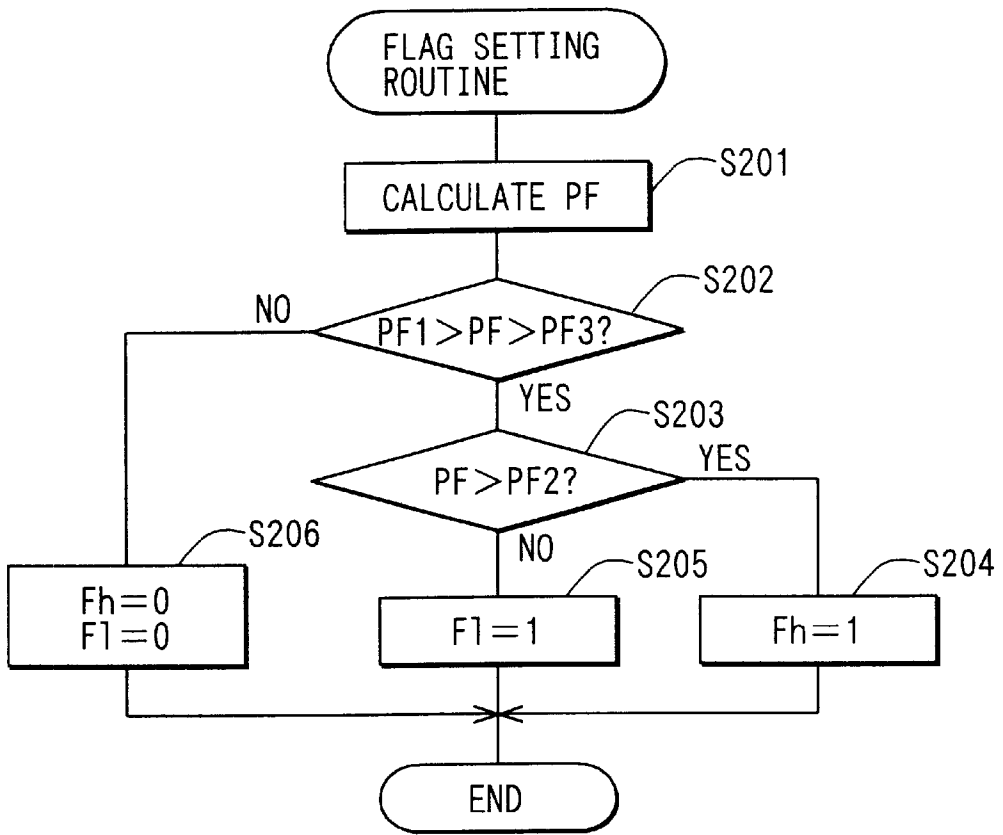 FLAG SETTING
ROUTINE
S201
CALCULATE PF
S202
NO
PF1>PF>PF3?
YES
S203
YES
PF>PF2?
NO
S206
S205
S204
Fh=0
Fl=0
Fl=1
Fh=1
END